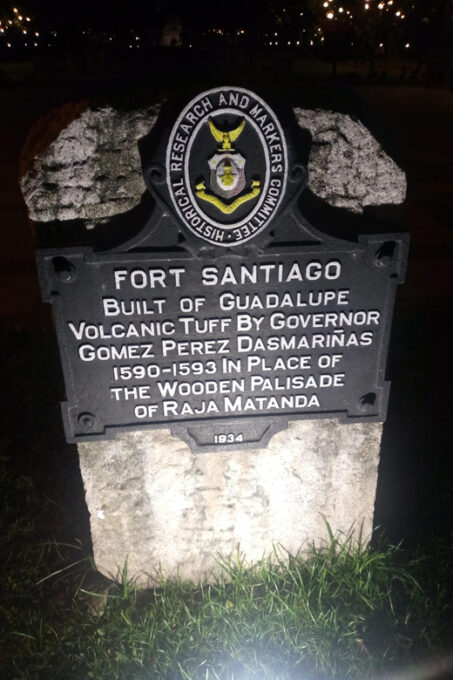 HISTORICAL RESEARCH AND MARKERS COMMITTEE
FORT SANTIAGO
BUILT OF GUADALUPE
VOLCANIC TUFF BY GOVERNOR
GOMEZ PEREZ DASMARIÑAS
1590-1593 IN PLACE OF
THE WOODEN PALISADE
OF RAJA MATANDA
1934